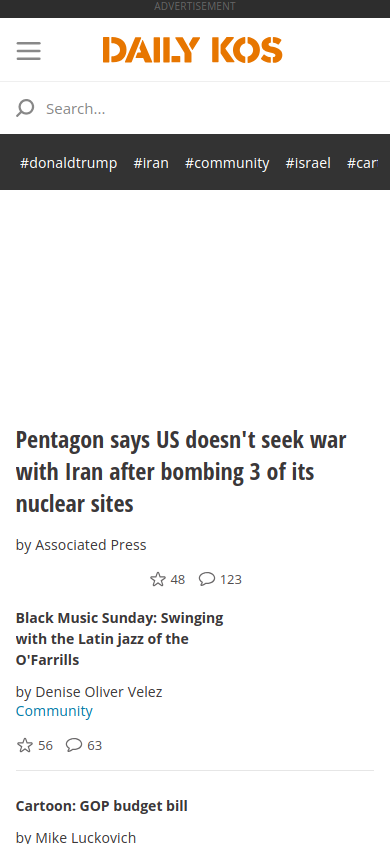 ADVERTISEMENT
DAILY KOS
Search...
#donaldtrump #iran #community #israel #car
Pentagon says US doesn't seek war
with Iran after bombing 3 of its
nuclear sites
by Associated Press
48 123
Black Music Sunday: Swinging
with the Latin jazz of the
O'Farrills
by Denise Oliver Velez
Community
56 63
Cartoon: GOP budget bill
by Mike Luckovich